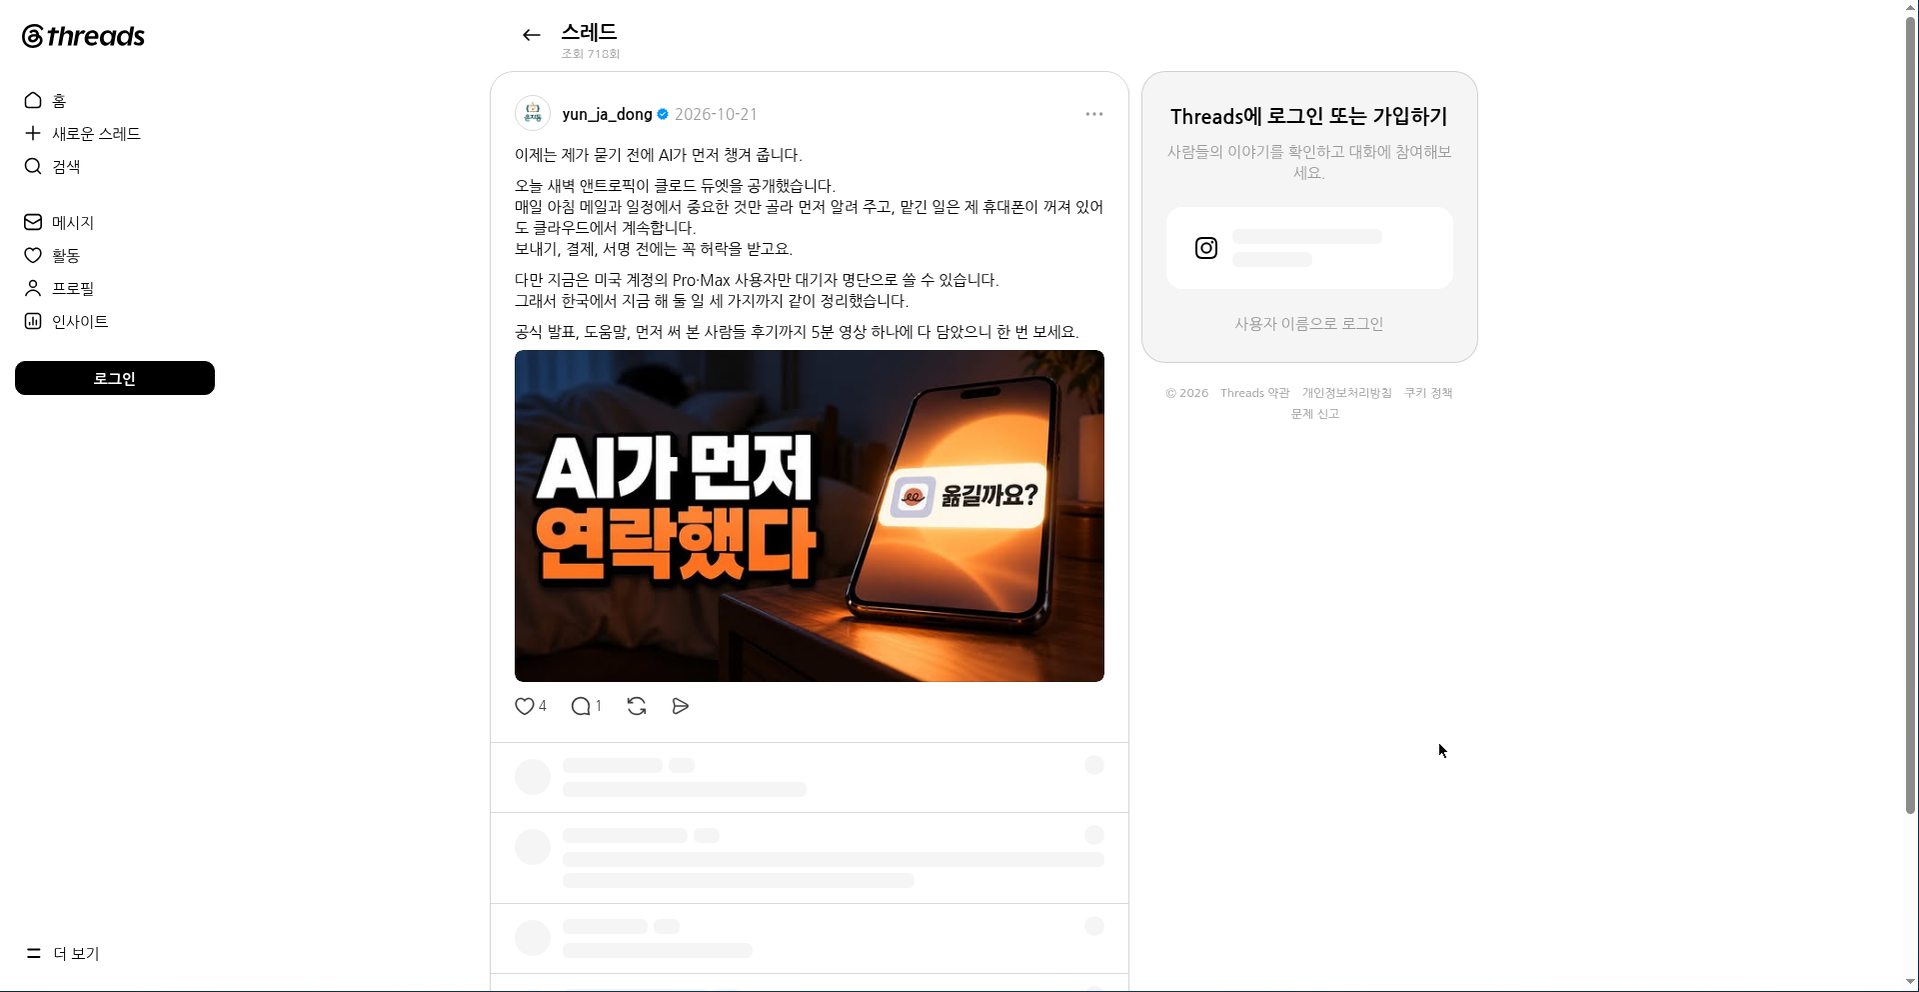 threads
홈
새로운 스레드
검색
메시지
활동
프로필
인사이트
로그인
더 보기
스레드
조회 718회
yun_ja_dong 2026-10-21
이제는 제가 묻기 전에 AI가 먼저 챙겨 줍니다.
오늘 새벽 앤트로픽이 클로드 듀엣을 공개했습니다.
매일 아침 메일과 일정에서 중요한 것만 골라 먼저 알려 주고, 맡긴 일은 제 휴대폰이 꺼져 있어
도 클라우드에서 계속합니다.
보내기, 결제, 서명 전에는 꼭 허락을 받고요.
다만 지금은 미국 계정의 Pro·Max 사용자만 대기자 명단으로 쓸 수 있습니다.
그래서 한국에서 지금 해 둘 일 세 가지까지 같이 정리했습니다.
공식 발표, 도움말, 먼저 써 본 사람들 후기까지 5분 영상 하나에 다 담았으니 한 번 보세요.
AI가 먼저
연락했다
옮길까요?
4
1
Threads에 로그인 또는 가입하기
사람들의 이야기를 확인하고 대화에 참여해보
세요.
사용자 이름으로 로그인
© 2026 Threads 약관 개인정보처리방침 쿠키 정책
문제 신고